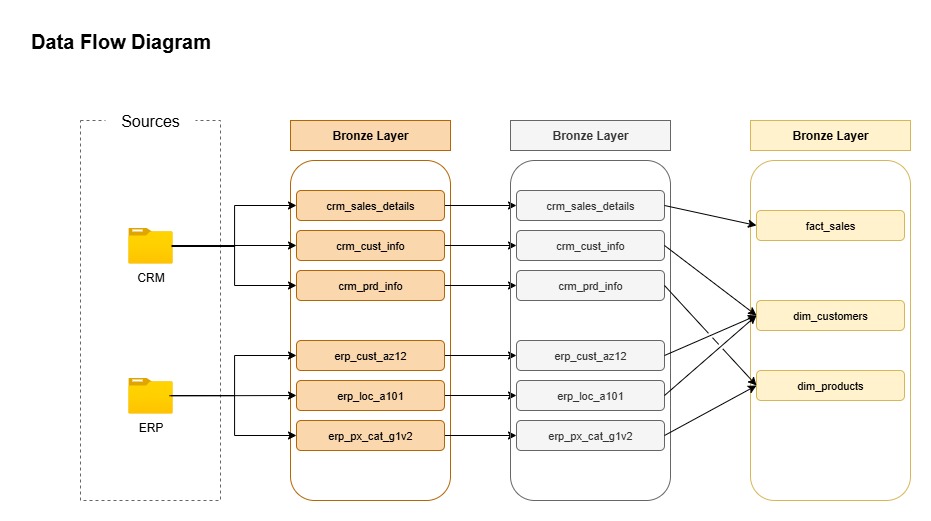 Data Flow Diagram
Sources
Bronze Layer
Bronze Layer
Bronze Layer
CRM
ERP
crm_sales_details
crm_cust_info
crm_prd_info
erp_cust_az12
erp_loc_a101
erp_px_cat_g1v2
crm_sales_details
crm_cust_info
crm_prd_info
erp_cust_az12
erp_loc_a101
erp_px_cat_g1v2
fact_sales
dim_customers
dim_products